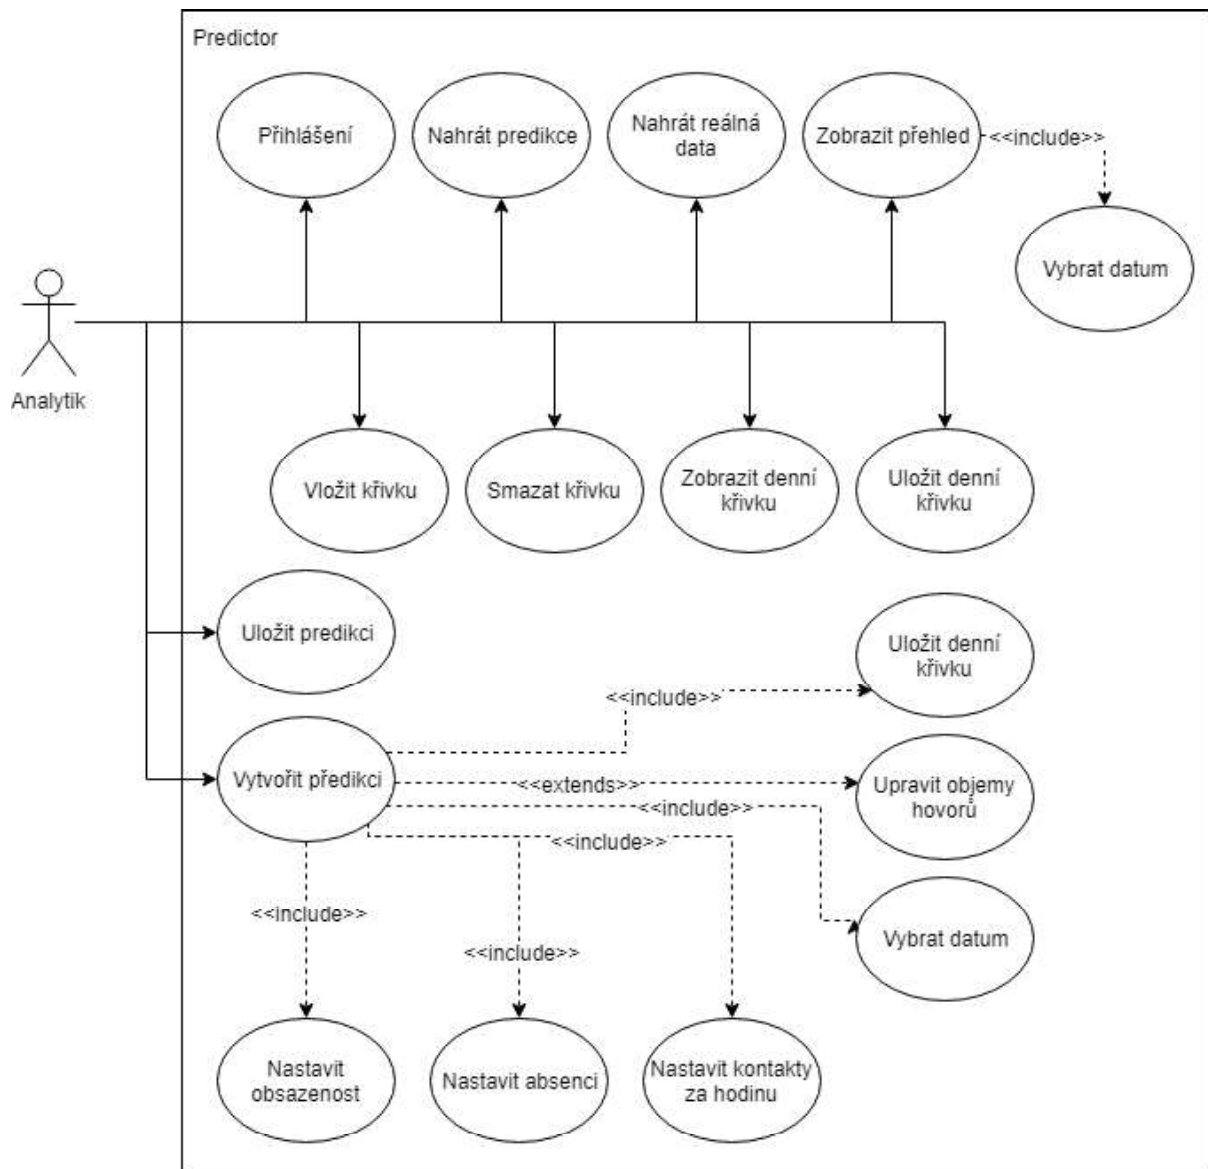 Predictor
Přihlášení
Nahrát predikce
Nahrát reálná
data
Zobrazit přehled
<<include>>
Vybrat datum
Analytik
Vložit křivku
Smazat křivku
Zobrazit denní
křivku
Uložit denní
křivku
Uložit predikci
Uložit denní
křivku
<<include>>
Vytvořit předikci
<<extends>>
Upravit objemy
hovorů
<<include>>
<<include>>
<<include>>
Vybrat datum
<<include>>
Nastavit
obsazenost
Nastavit absenci
Nastavit kontakty
za hodinu